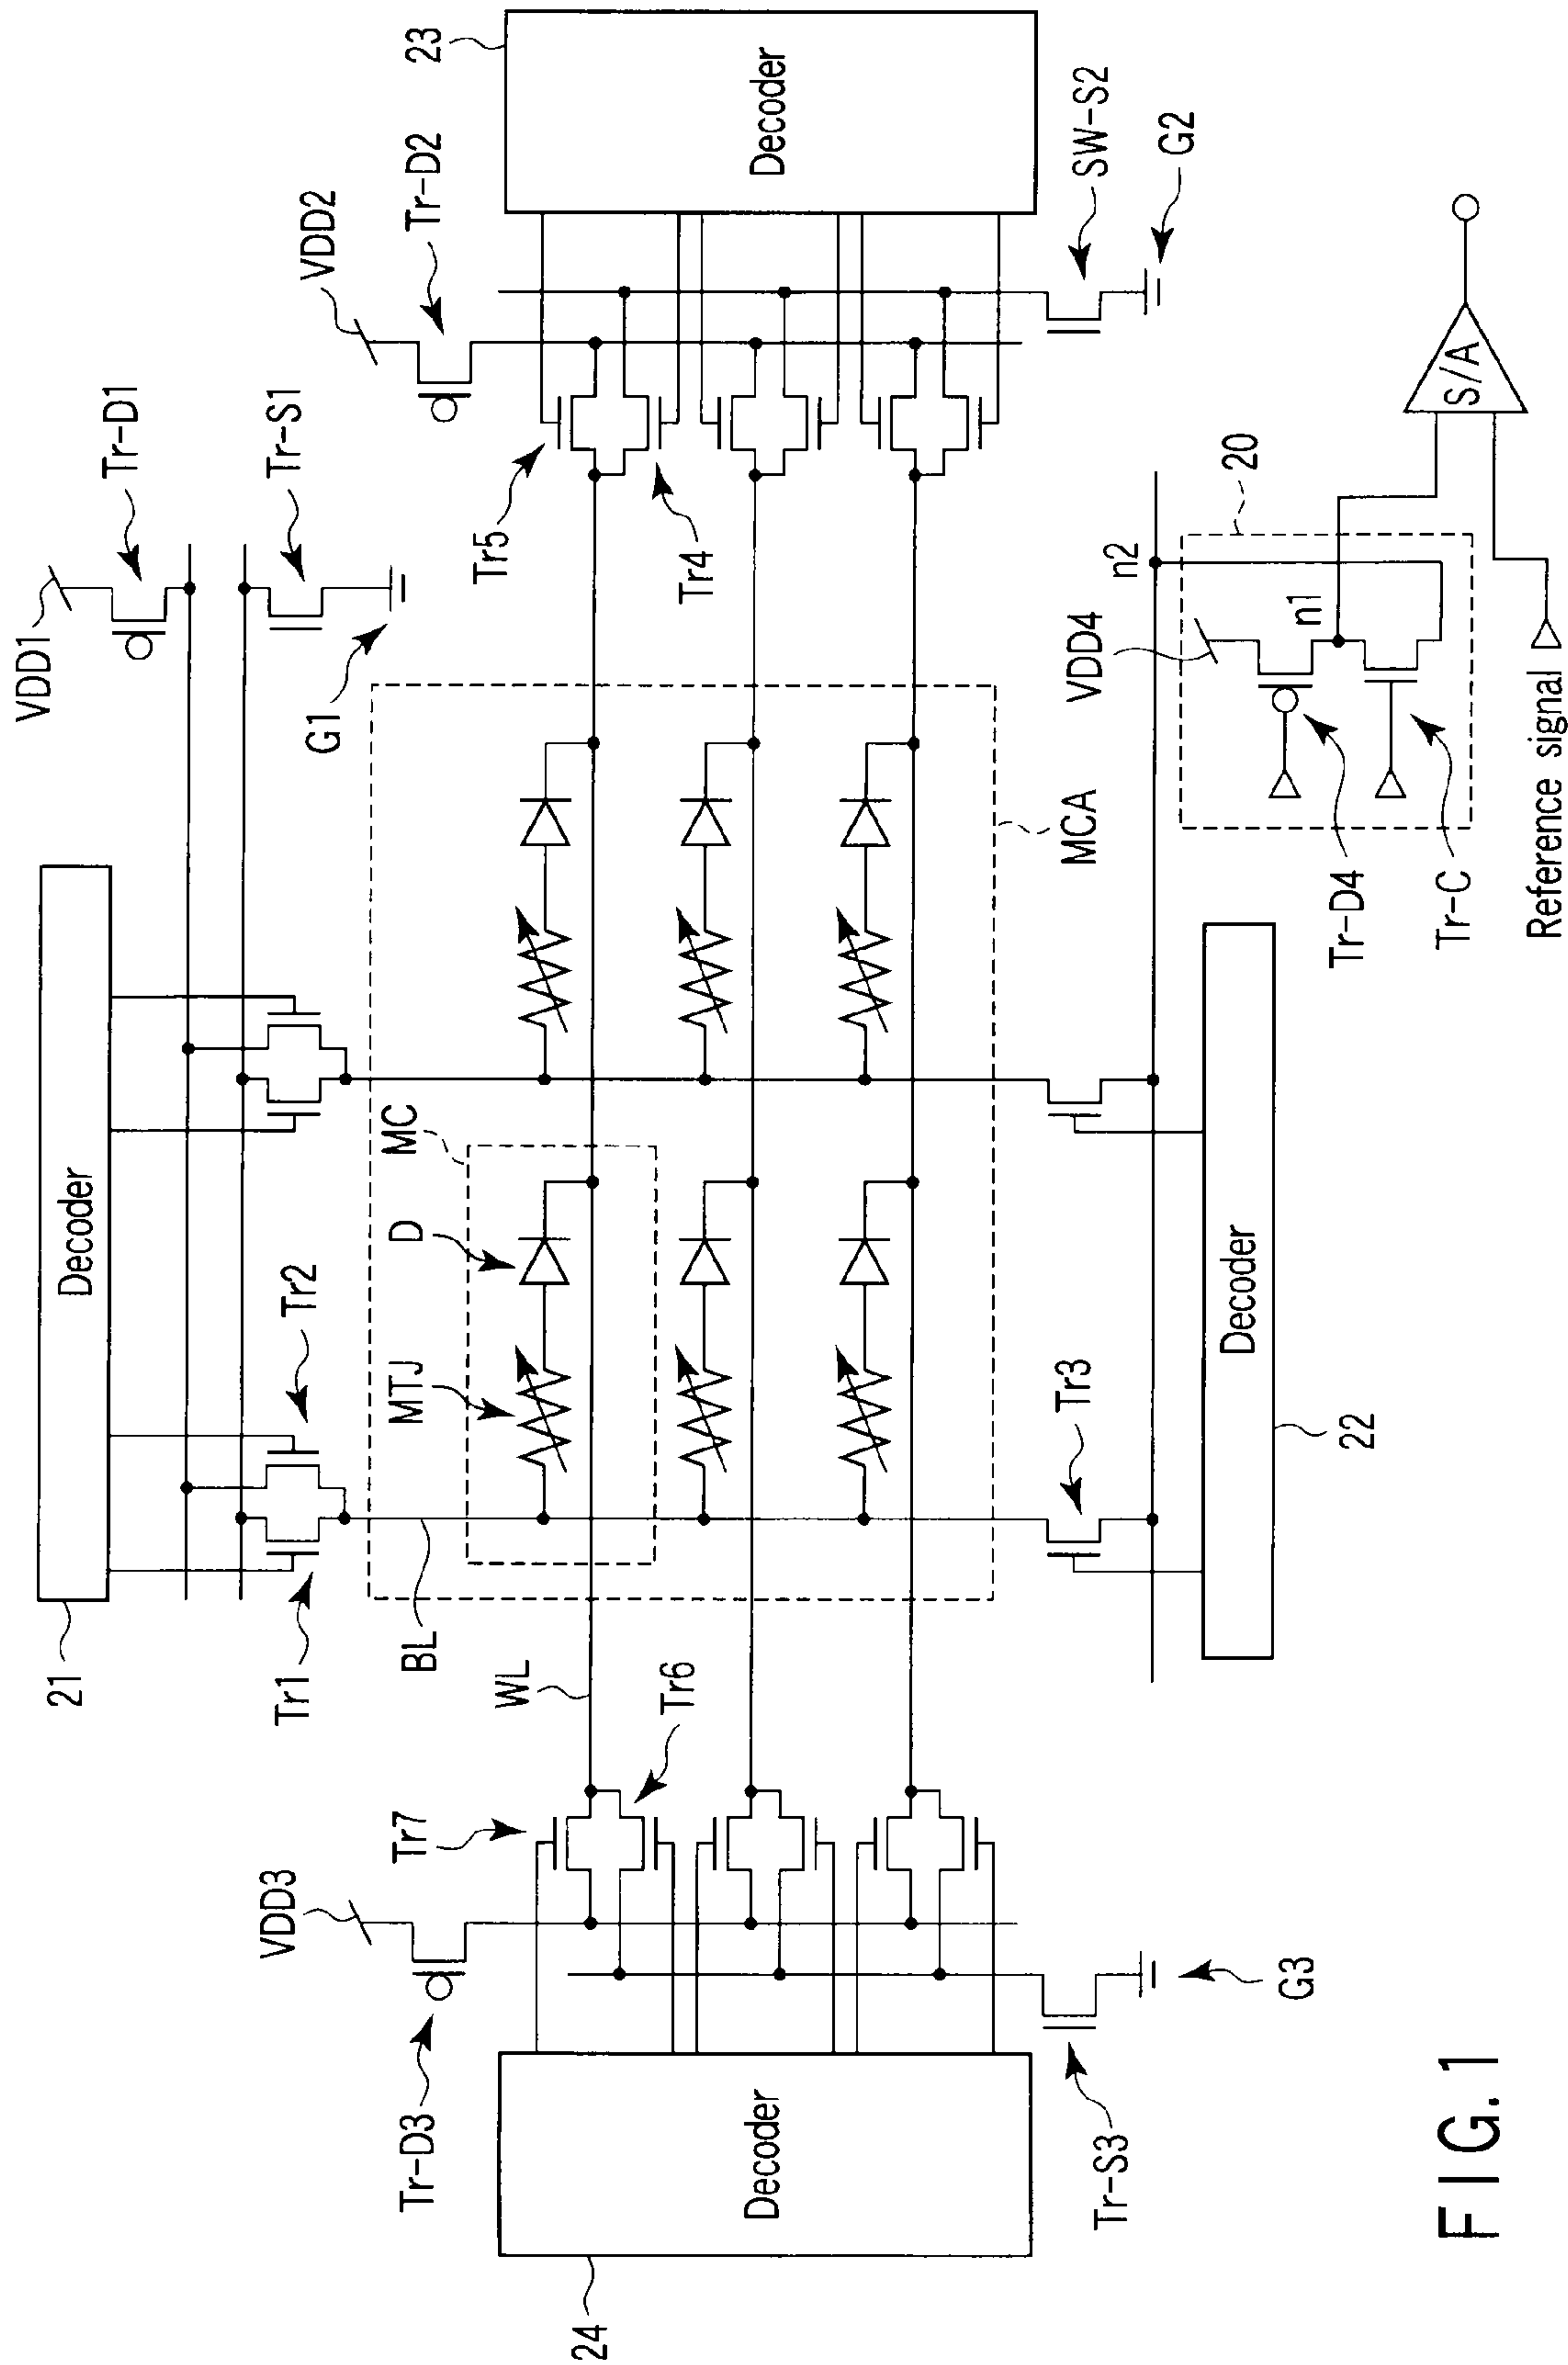 VDD1
Tr-D1
Tr-S1
G1
VDD2
Tr-D2
23
Decoder
SW-S2
G2
Tr5
Tr4
21
Decoder
Tr1
Tr2
MC
D
MTJ
BL
WL
MCA
Tr3
22
Decoder
VDD3
Tr7
Tr6
Tr-D3
24
Decoder
Tr-S3
G3
n2
20
VDD4
n1
Tr-D4
Tr-C
S/A
Reference signal
FIG. 1